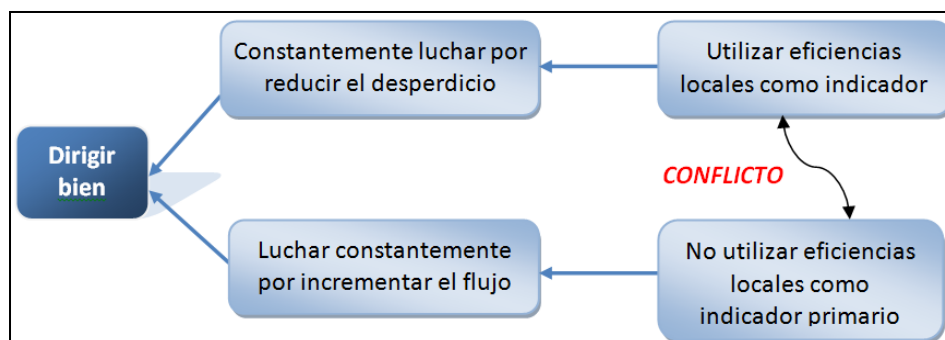 Constantemente luchar por
reducir el desperdicio
Utilizar eficiencias
locales como indicador
Dirigir
bien
CONFLICTO
Luchar constantemente
por incrementar el flujo
No utilizar eficiencias
locales como
indicador primario